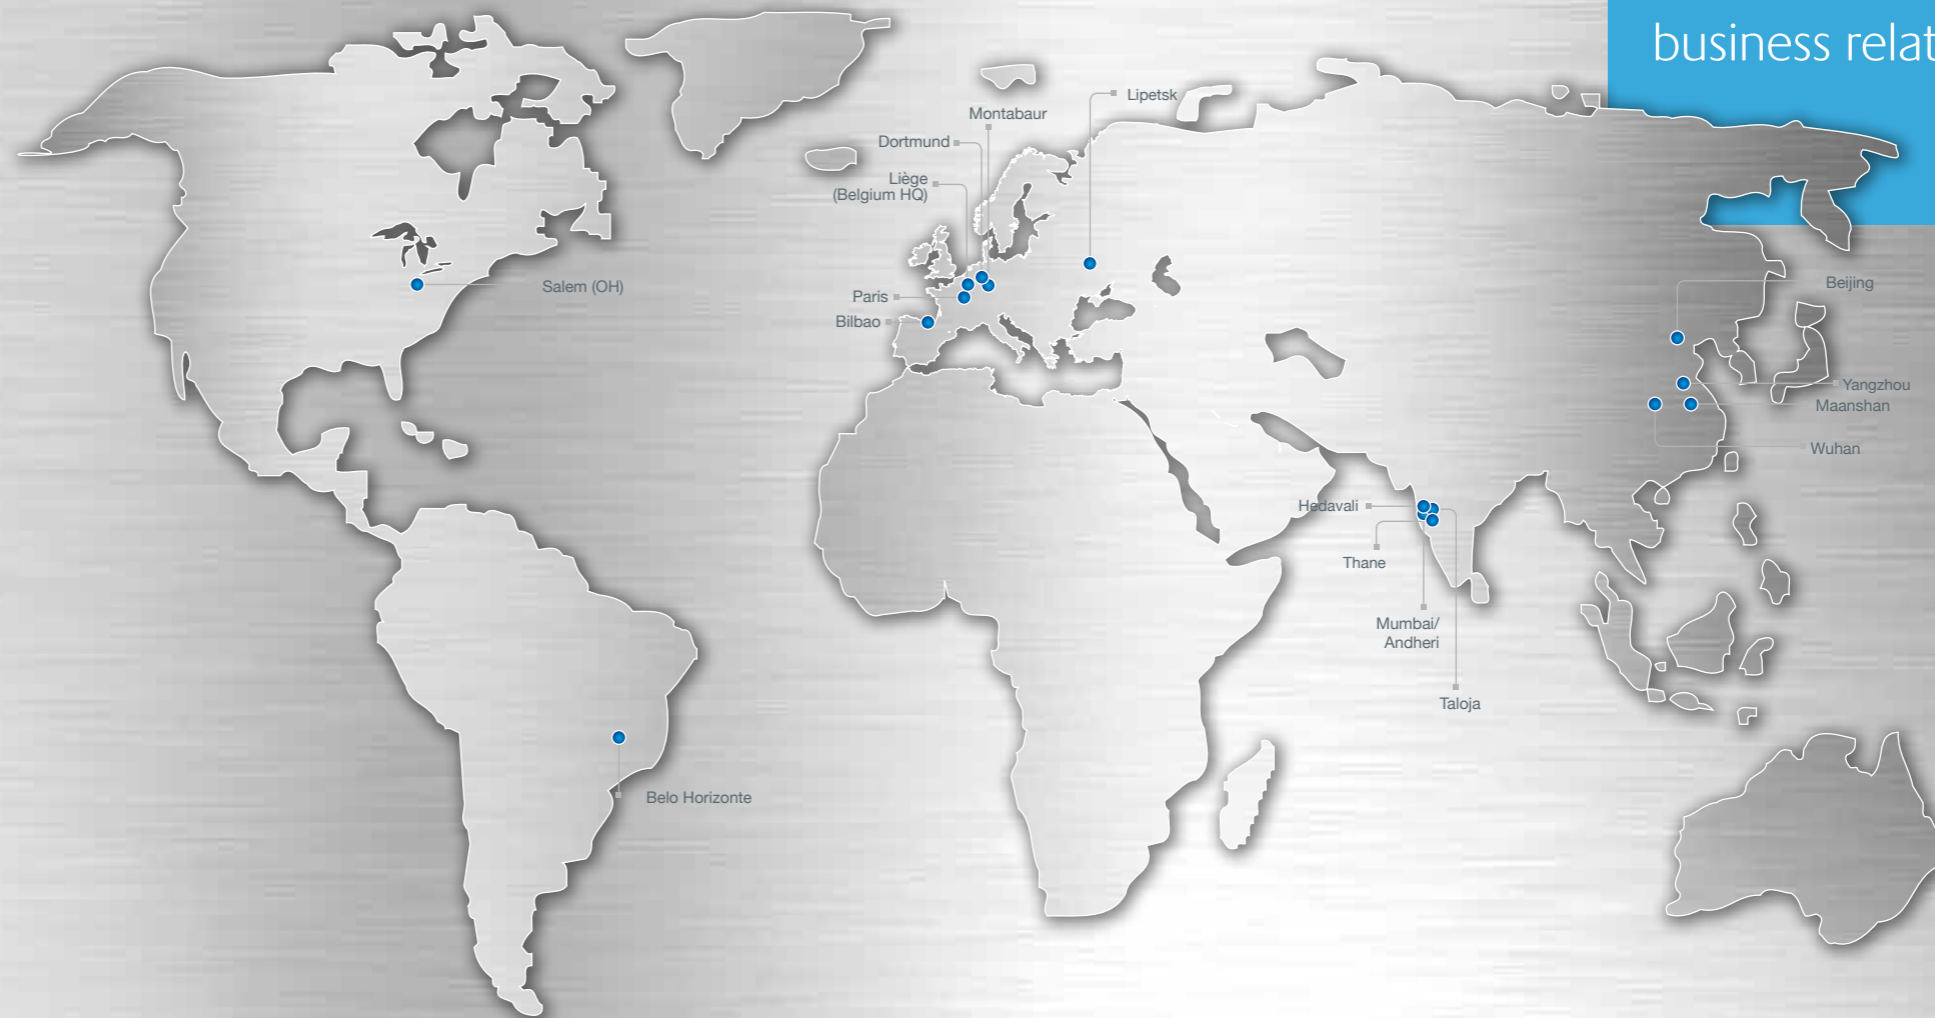 business relat
Lipetsk
Montabaur
Dortmund
Liège
(Belgium HQ)
Salem (OH)
Paris
Bilbao
Beijing
Yangzhou
Maanshan
Wuhan
Hedavali
Thane
Mumbai/
Andheri
Taloja
Belo Horizonte